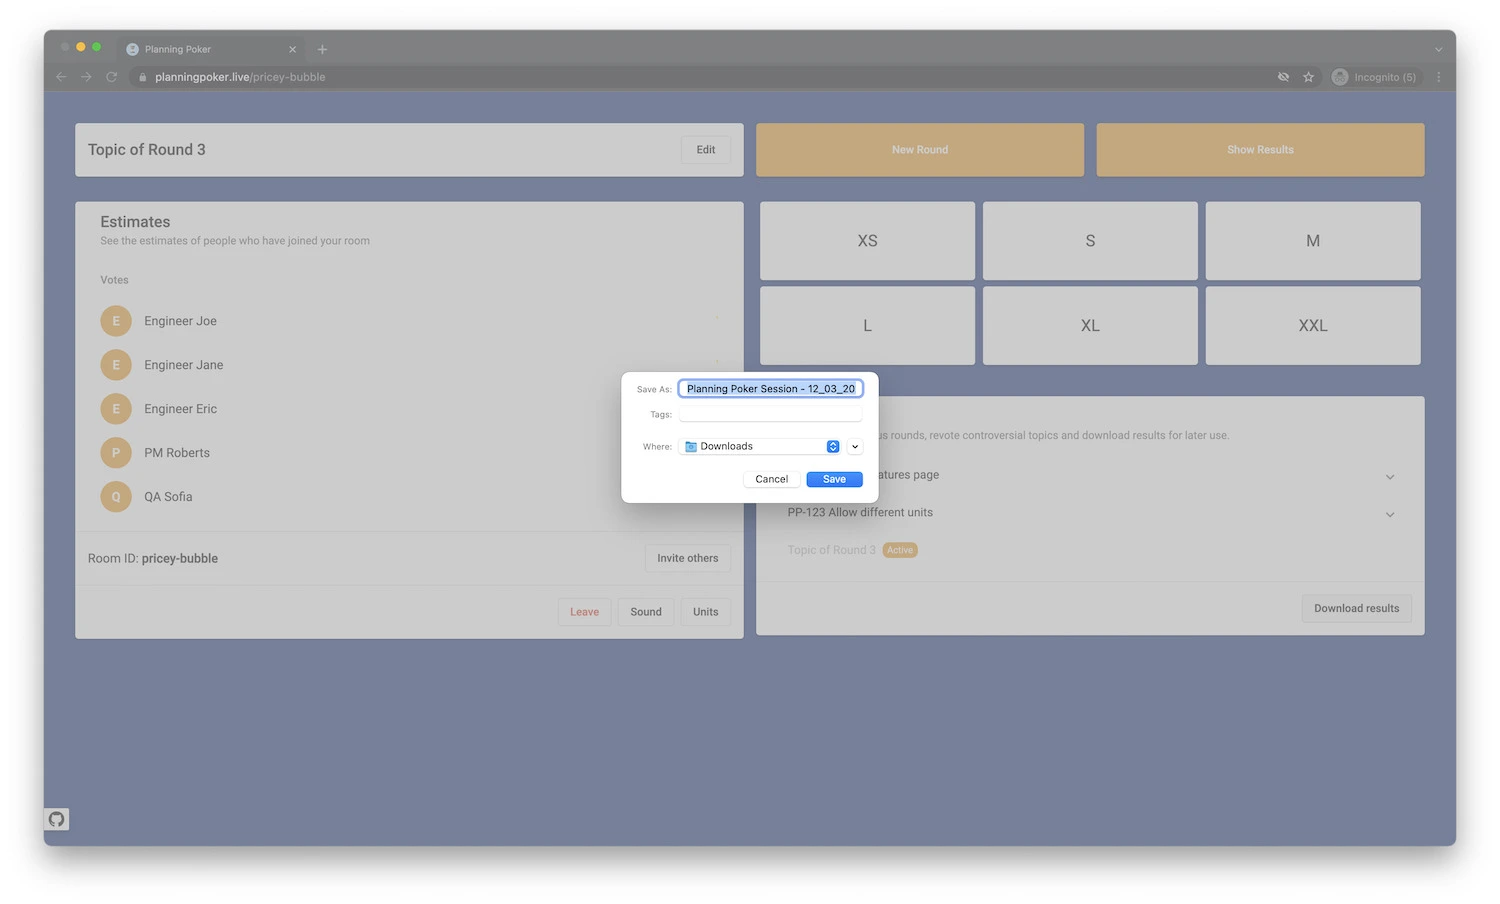 Planning Poker
planningpoker.live/pricey-bubble
Incognito (5)
Topic of Round 3
Edit
New Round
Show Results
Estimates
See the estimates of people who have joined your room
Votes
E
Engineer Joe
E
Engineer Jane
E
Engineer Eric
P
PM Roberts
Q
QA Sofia
Room ID: pricey-bubble
Invite others
Leave
Sound
Units
XS
S
M
L
XL
XXL
Save As:
Planning Poker Session - 12_03_20
Tags:
Where:
Downloads
Cancel
Save
rounds, revote controversial topics and download results for later use.
page
PP-123 Allow different units
Topic of Round 3
Active
Download results